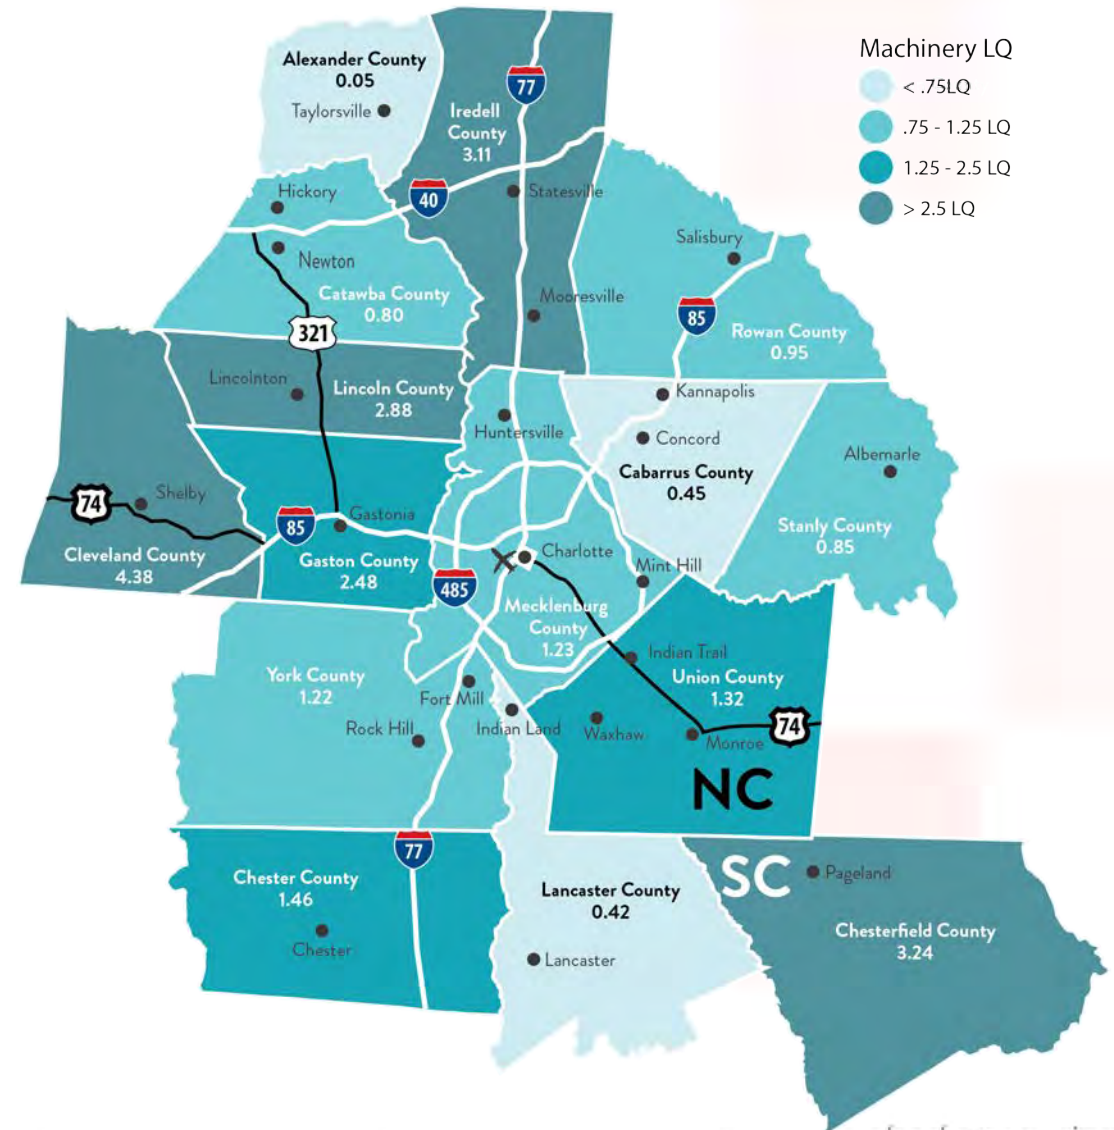 Machinery LQ
< .75LQ
.75 - 1.25 LQ
1.25 - 2.5 LQ
> 2.5 LQ
Alexander County
0.05
Taylorsville
77
Iredell
County
3.11
Hickory
40
Statesville
Newton
Salisbury
Catawba County
0.80
Mooresville
85
321
Rowan County
0.95
Lincolnton
Lincoln County
2.88
Kannapolis
Huntersville
Concord
Cabarrus County
0.45
Albemarle
74
Shelby
85
Gastonia
Stanly County
0.85
Cleveland County
4.38
Gaston County
2.48
485
Charlotte
Mint Hill
Mecklenburg
County
1.23
Indian Trail
York County
1.22
Union County
1.32
Fort Mill
Rock Hill
Indian Land
Waxhaw
Monroe
74
NC
77
SC
Pageland
Chester County
1.46
Chester
Lancaster County
0.42
Lancaster
Chesterfield County
3.24